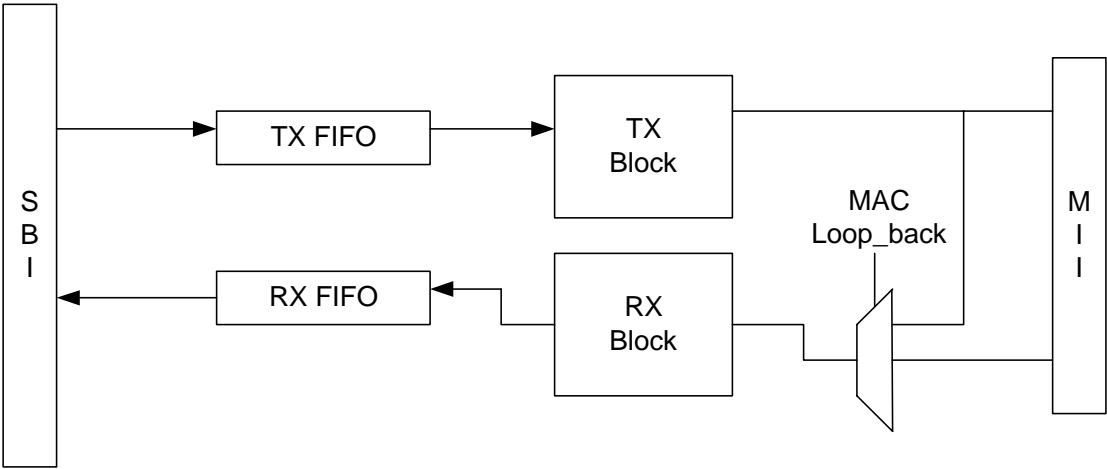 S
B
I
TX FIFO
TX
Block
MAC
Loop_back
M
I
I
RX FIFO
RX
Block